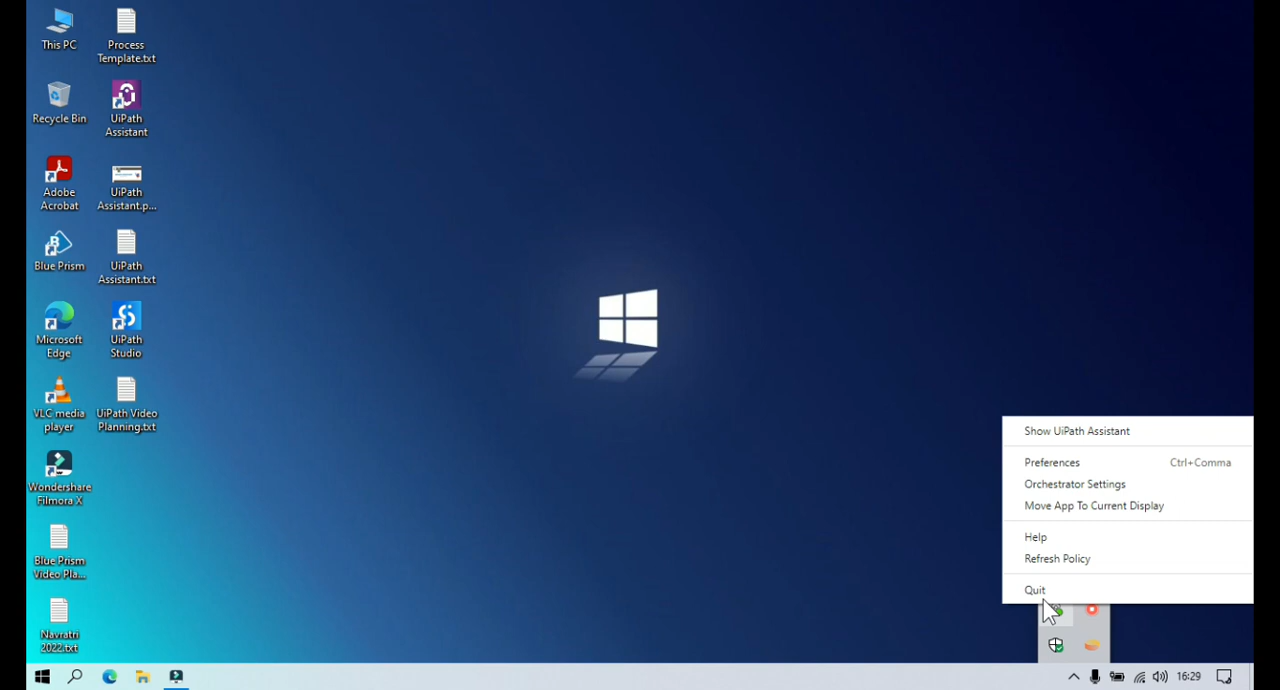 This PC
Process
Template.txt
Recycle Bin
UiPath
Assistant
Adobe
Acrobat
UiPath
Assistant.p...
Blue Prism
UiPath
Assistant.txt
Microsoft
Edge
UiPath
Studio
VLC media
player
UiPath Video
Planning.txt
Wondershare
Filmora X
Blue Prism
Video Pla...
Navratri
2022.txt
Show UiPath Assistant
Preferences Ctrl+Comma
Orchestrator Settings
Move App To Current Display
Help
Refresh Policy
Quit
16:29